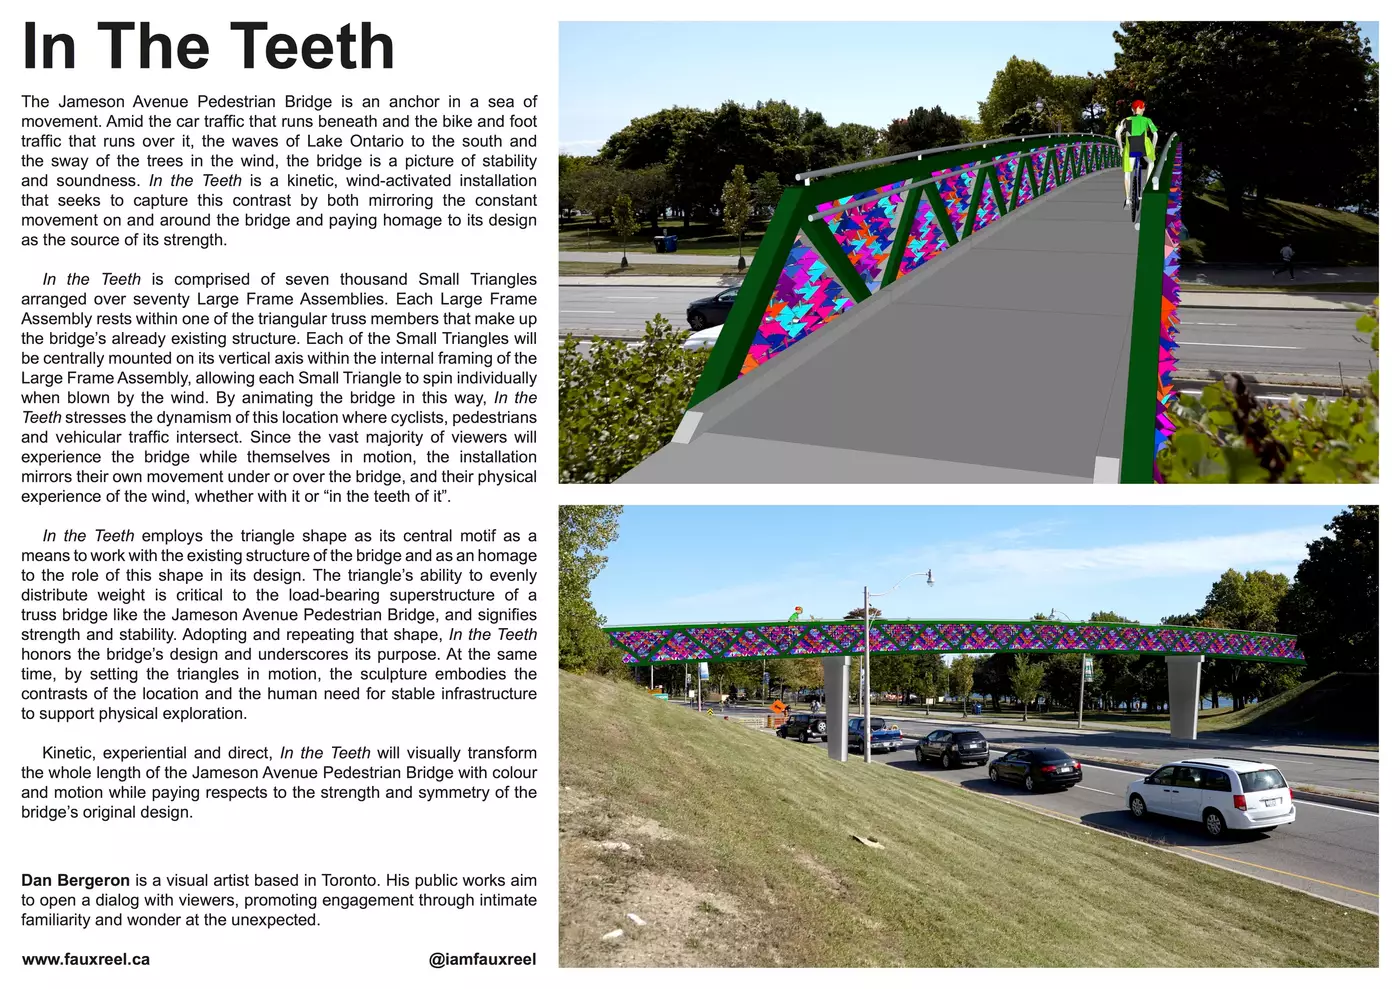 In The Teeth
The Jameson Avenue Pedestrian Bridge is an anchor in a sea of
movement. Amid the car traffic that runs beneath and the bike and foot
traffic that runs over it, the waves of Lake Ontario to the south and
the sway of the trees in the wind, the bridge is a picture of stability
and soundness. In the Teeth is a kinetic, wind-activated installation
that seeks to capture this contrast by both mirroring the constant
movement on and around the bridge and paying homage to its design
as the source of its strength.
In the Teeth is comprised of seven thousand Small Triangles
arranged over seventy Large Frame Assemblies. Each Large Frame
Assembly rests within one of the triangular truss members that make up
the bridge's already existing structure. Each of the Small Triangles will
be centrally mounted on its vertical axis within the internal framing of the
Large Frame Assembly, allowing each Small Triangle to spin individually
when blown by the wind. By animating the bridge in this way, In the
Teeth stresses the dynamism of this location where cyclists, pedestrians
and vehicular traffic intersect. Since the vast majority of viewers will
experience the bridge while themselves in motion, the installation
mirrors their own movement under or over the bridge, and their physical
experience of the wind, whether with it or “in the teeth of it”.
In the Teeth employs the triangle shape as its central motif as a
means to work with the existing structure of the bridge and as an homage
to the role of this shape in its design. The triangle's ability to evenly
distribute weight is critical to the load-bearing superstructure of a
truss bridge like the Jameson Avenue Pedestrian Bridge, and signifies
strength and stability. Adopting and repeating that shape, In the Teeth
honors the bridge's design and underscores its purpose. At the same
time, by setting the triangles in motion, the sculpture embodies the
contrasts of the location and the human need for stable infrastructure
to support physical exploration.
Kinetic, experiential and direct, In the Teeth will visually transform
the whole length of the Jameson Avenue Pedestrian Bridge with colour
and motion while paying respects to the strength and symmetry of the
bridge's original design.
Dan Bergeron is a visual artist based in Toronto. His public works aim
to open a dialog with viewers, promoting engagement through intimate
familiarity and wonder at the unexpected.
www.fauxreel.ca @iamfauxreel